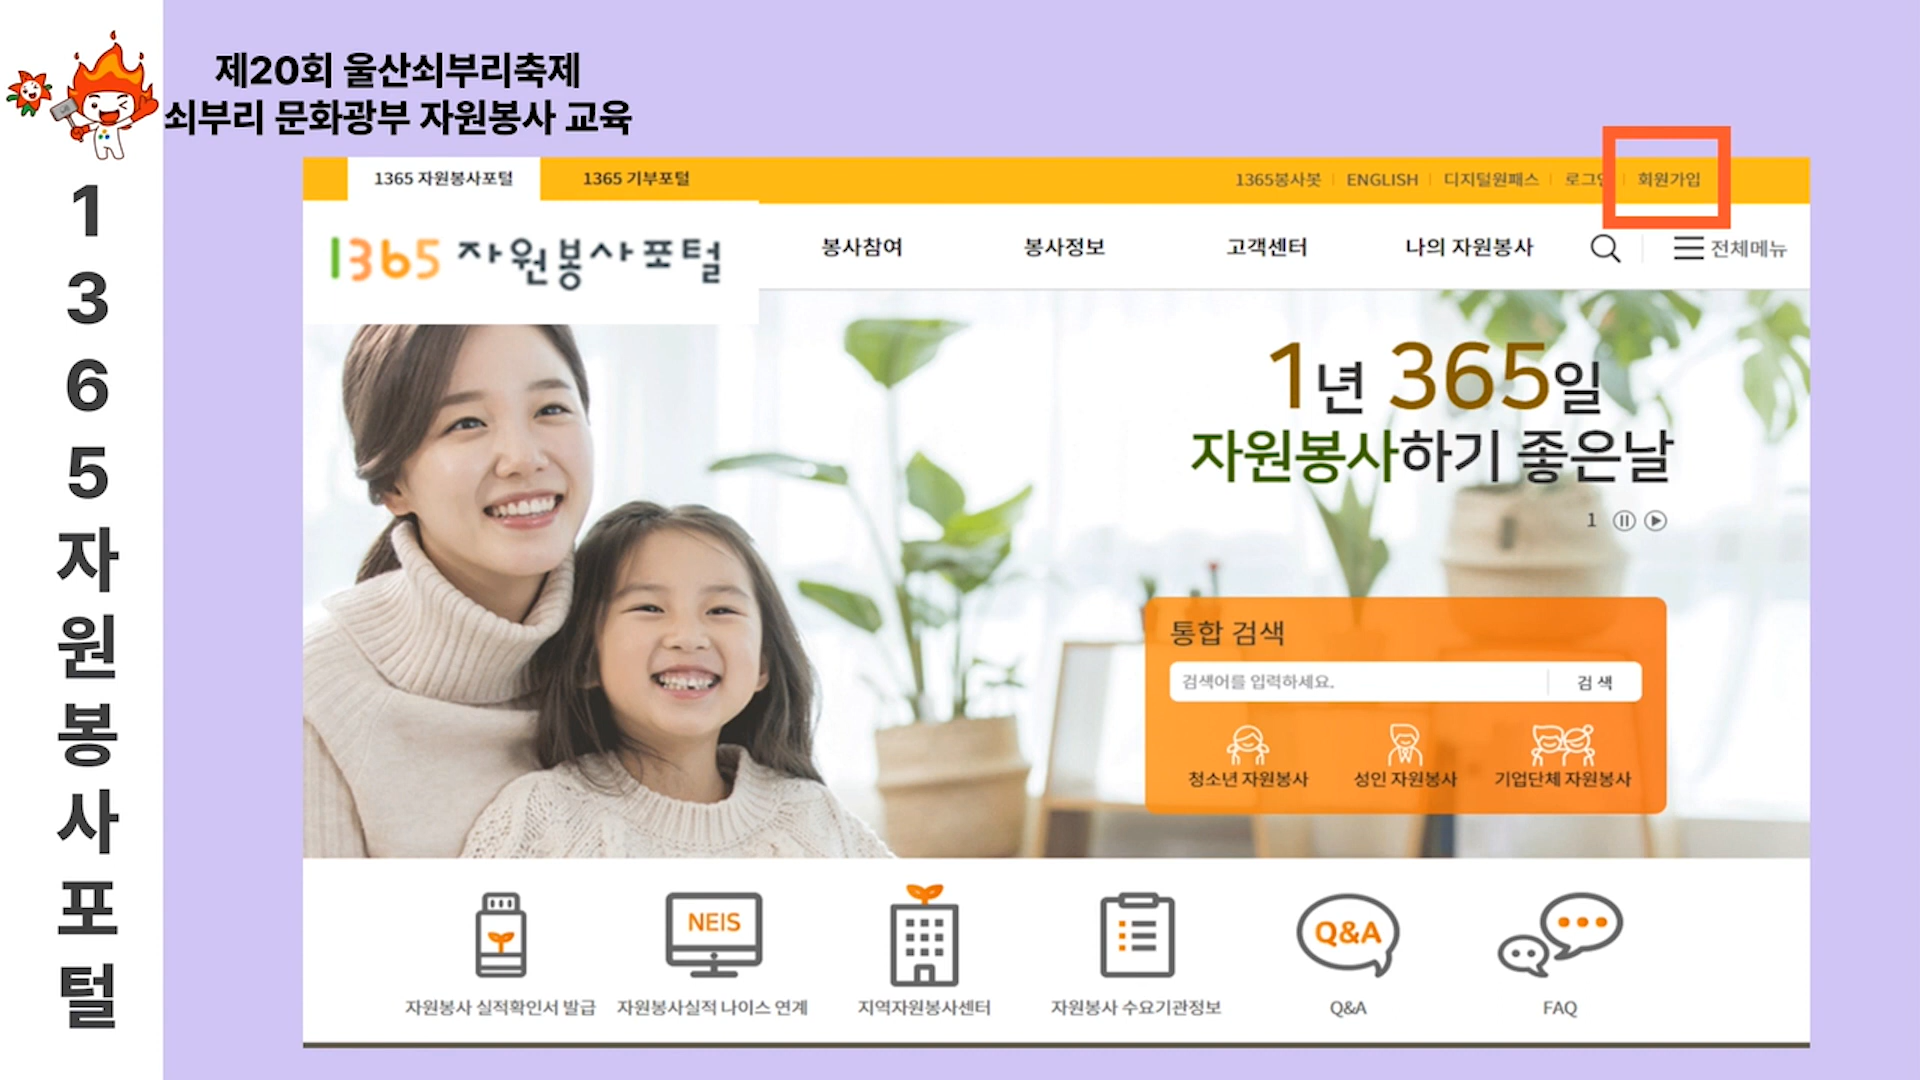 제20회 울산쇠부리축제
쇠부리 문화광부 자원봉사 교육
1365자원봉사포털
1365 자원봉사포털
1365 기부포털
1365봉사봇
ENGLISH
디지털원패스
로그인
회원가입
1365 자원봉사포털
봉사참여
봉사정보
고객센터
나의 자원봉사
전체메뉴
1년 365일
자원봉사하기 좋은날
1
통합 검색
검색어를 입력하세요.
검 색
청소년 자원봉사
성인 자원봉사
기업단체 자원봉사
NEIS
Q&A
자원봉사 실적확인서 발급
자원봉사실적 나이스 연계
지역자원봉사센터
자원봉사 수요기관정보
Q&A
FAQ